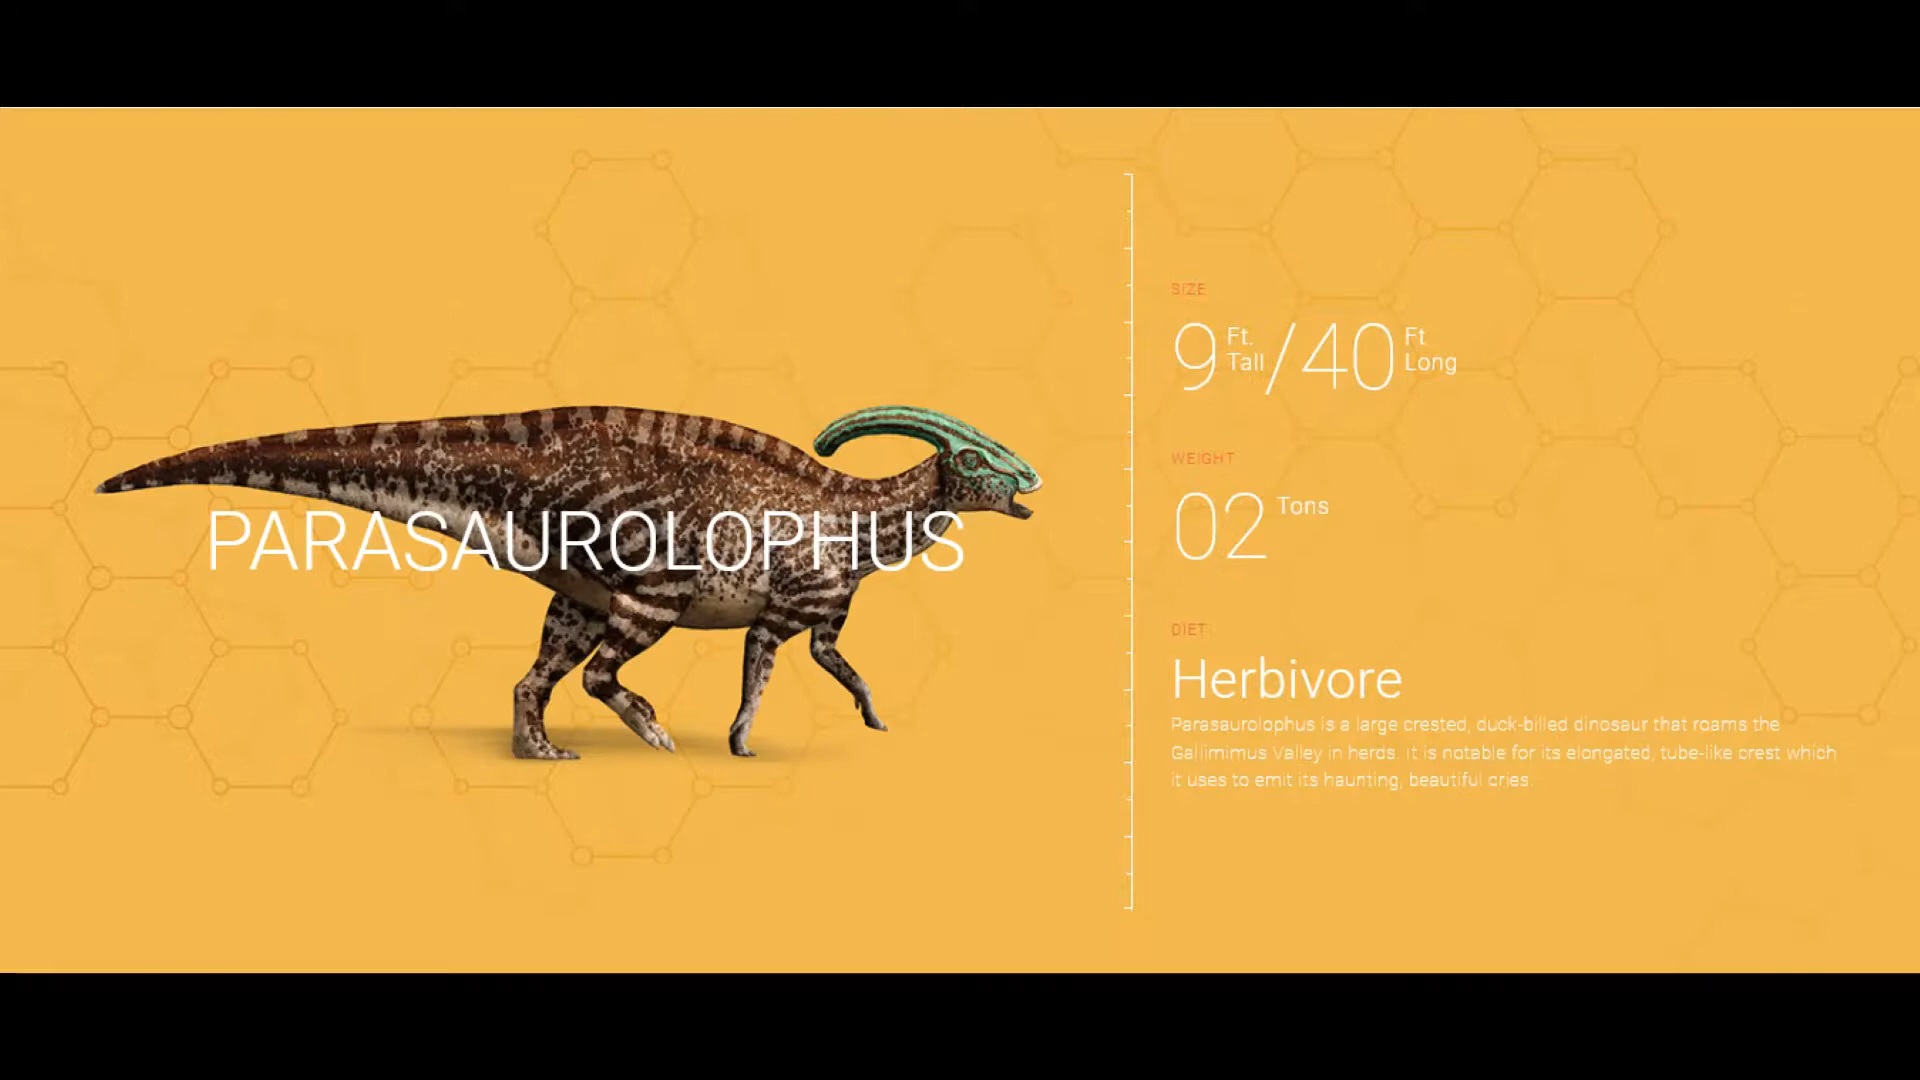 PARASAUROLOPHUS
SIZE
9 Ft. Tall / 40 Ft Long
WEIGHT
02 Tons
DIET
Herbivore
Parasaurolophus is a large crested, duck-billed dinosaur that roams the
Gallimimus Valley in herds. It is notable for its elongated, tube-like crest which
it uses to emit its haunting, beautiful cries.